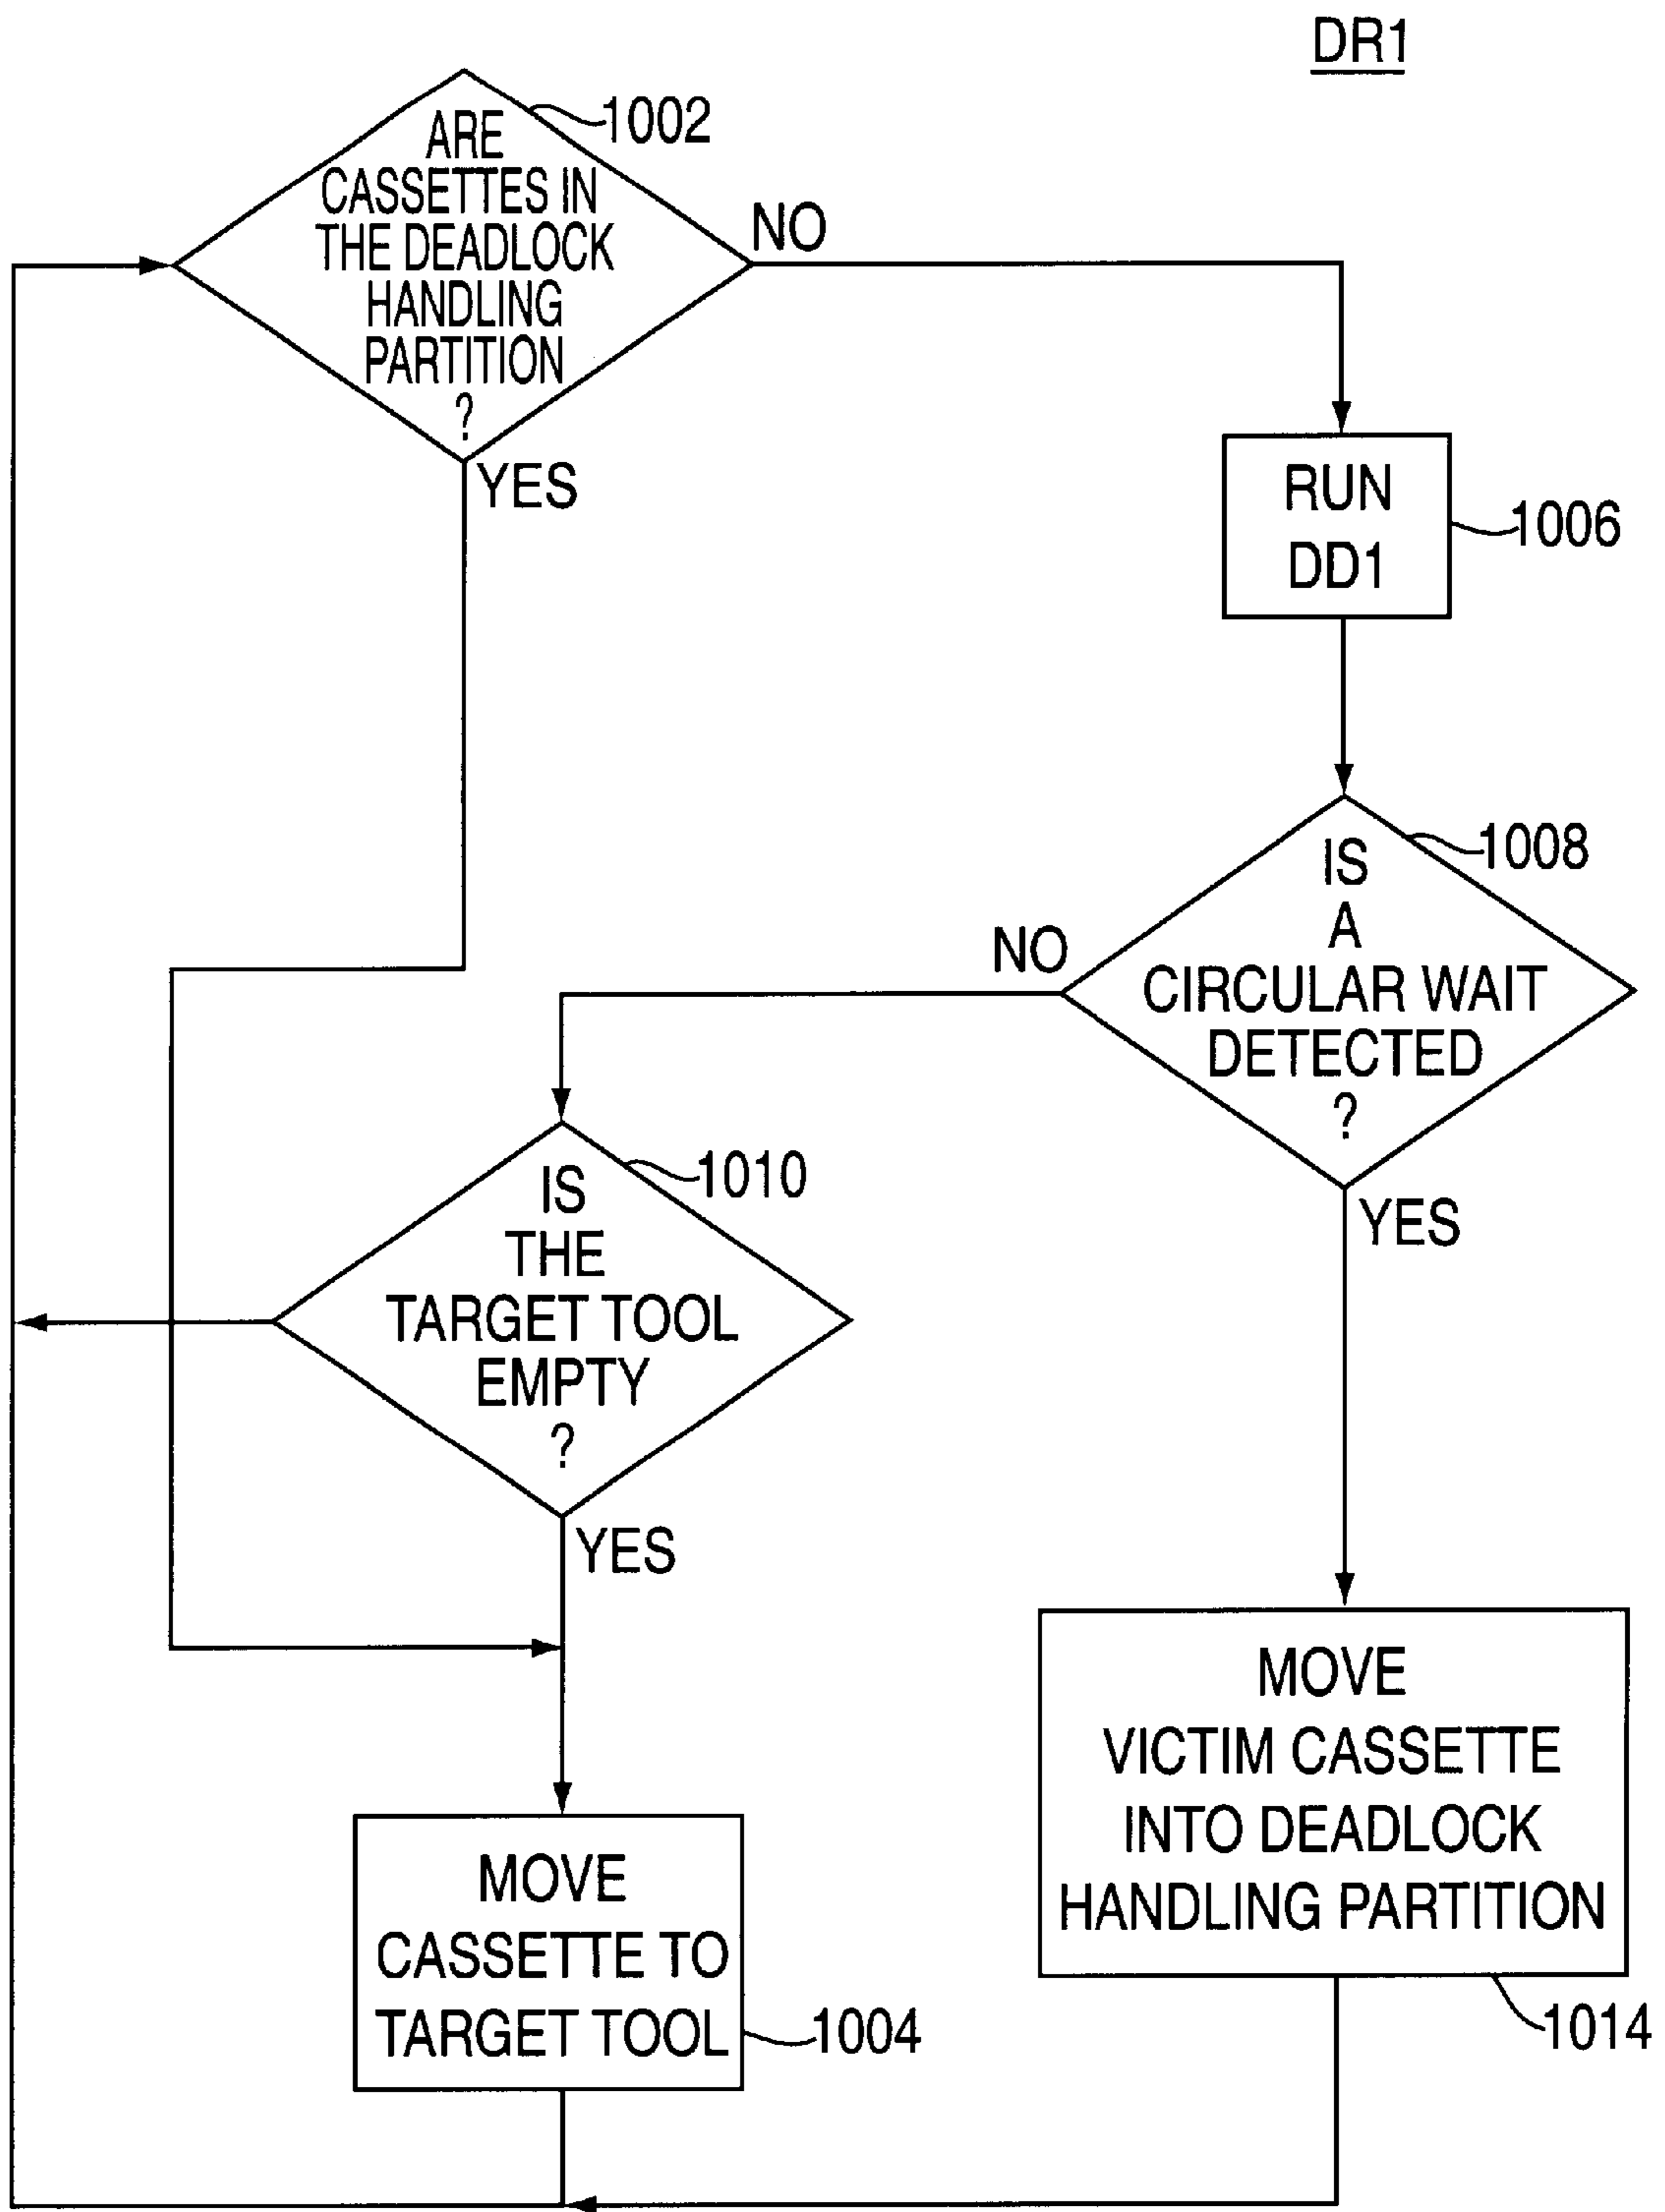 DR1
1002
ARE
CASSETTES IN
THE DEADLOCK
HANDLING
PARTITION
?
NO
YES
RUN
DD1
1006
1008
IS
A
CIRCULAR WAIT
DETECTED
?
NO
YES
1010
IS
THE
TARGET TOOL
EMPTY
?
YES
MOVE
VICTIM CASSETTE
INTO DEADLOCK
HANDLING PARTITION
1014
MOVE
CASSETTE TO
TARGET TOOL
1004